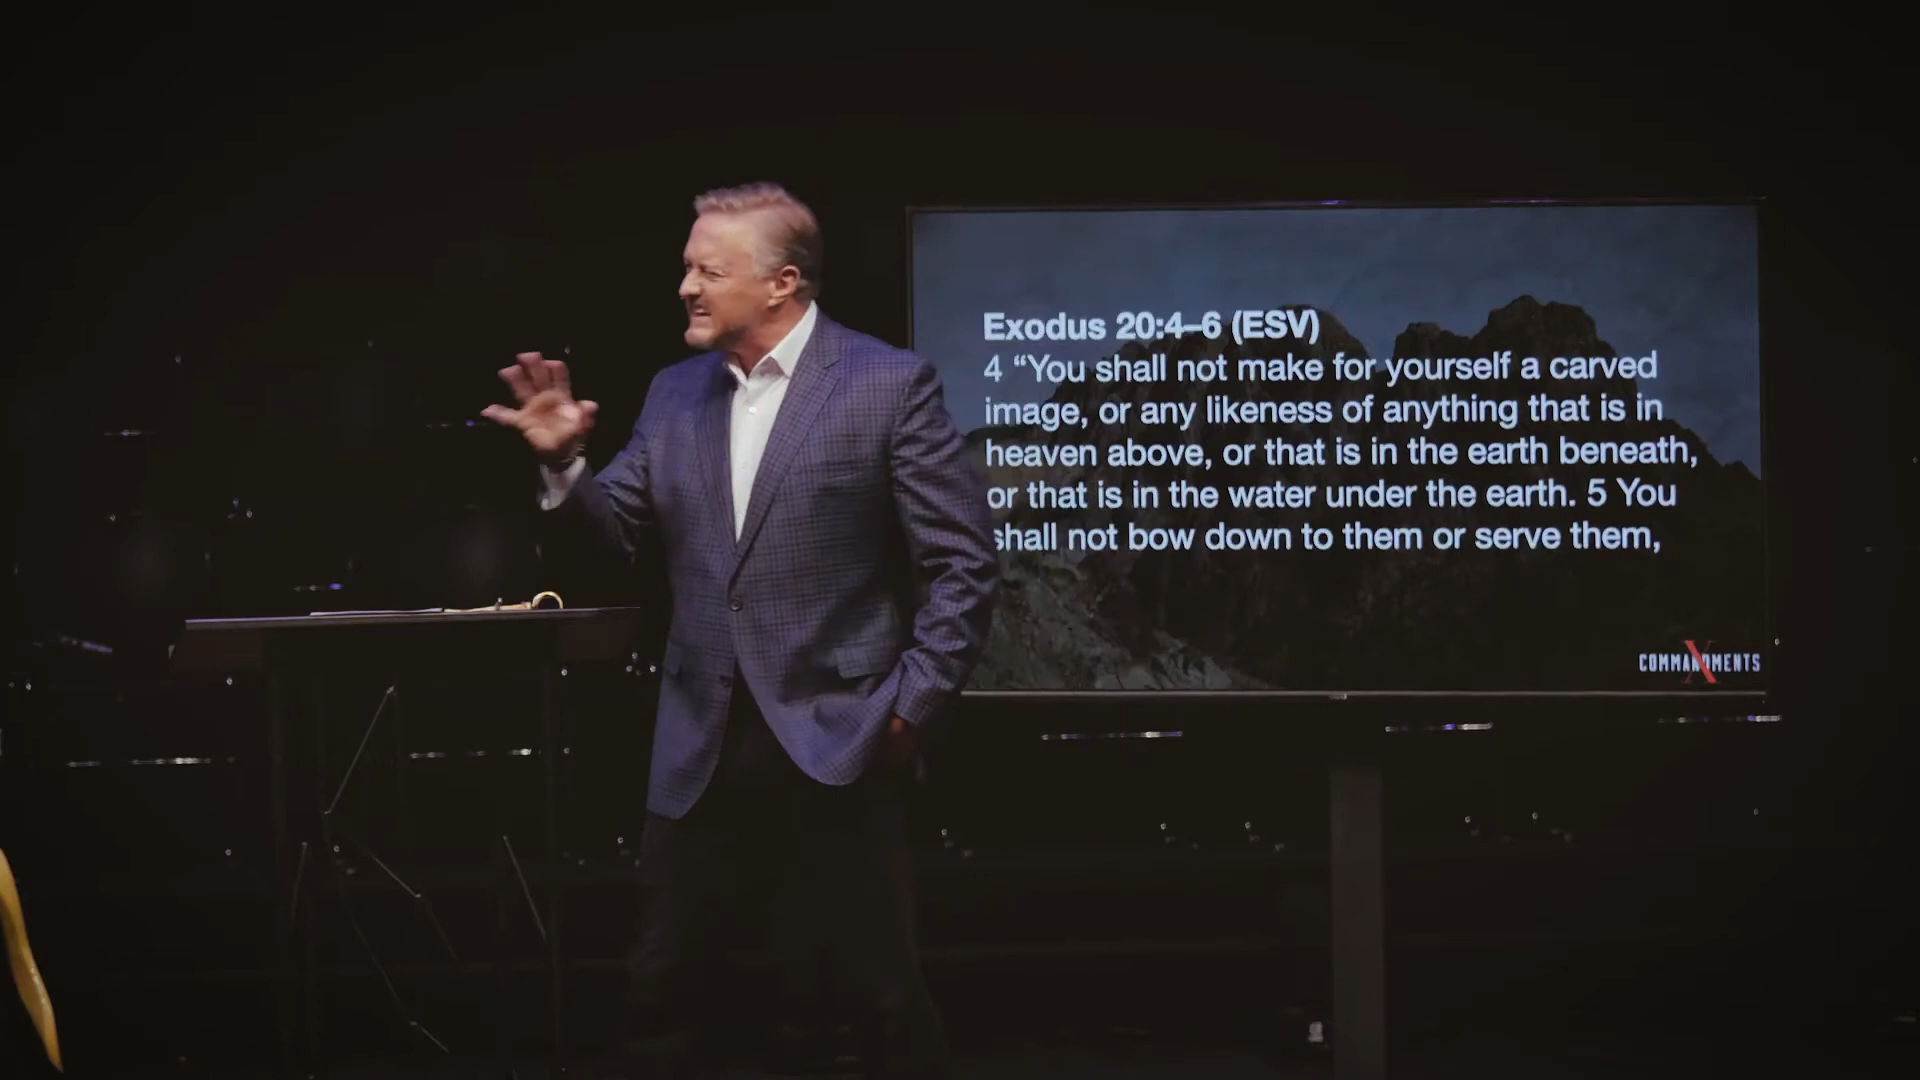 Exodus 20:4–6 (ESV)
4 “You shall not make for yourself a carved
image, or any likeness of anything that is in
heaven above, or that is in the earth beneath,
or that is in the water under the earth. 5 You
shall not bow down to them or serve them,
COMMANDMENTS
X